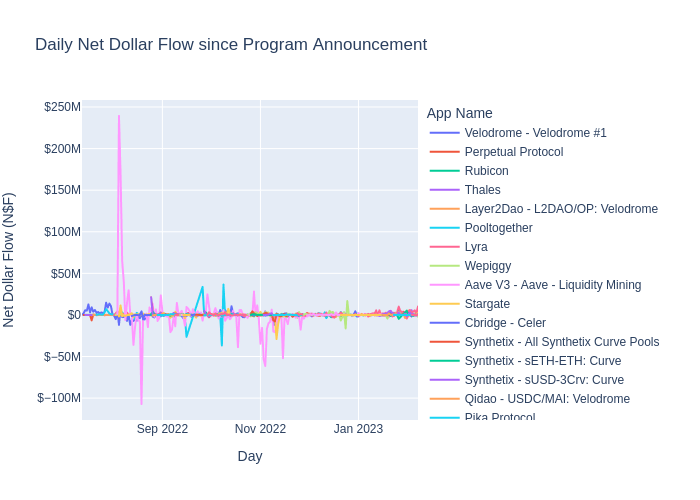 Daily Net Dollar Flow since Program Announcement
App Name
Velodrome - Velodrome #1
Perpetual Protocol
Rubicon
Thales
Layer2Dao - L2DAO/OP: Velodrome
Pooltogether
Lyra
Wepiggy
Aave V3 - Aave - Liquidity Mining
Stargate
Cbridge - Celer
Synthetix - All Synthetix Curve Pools
Synthetix - sETH-ETH: Curve
Synthetix - sUSD-3Crv: Curve
Qidao - USDC/MAI: Velodrome
Pika Protocol
$250M
$200M
$150M
$100M
$50M
$0
−$50M
−$100M
Net Dollar Flow (N$F)
Sep 2022
Nov 2022
Jan 2023
Day